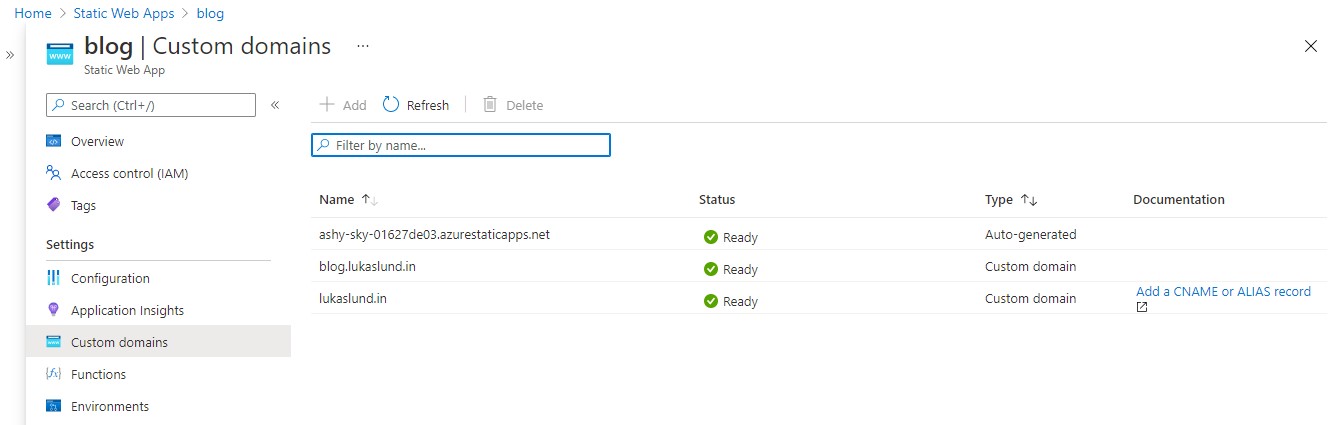 Home > Static Web Apps > blog
»
blog | Custom domains ...
WWW
Static Web App
Search (Ctrl+/) «
Add Refresh Delete
Overview
Filter by name...
Access control (IAM)
Tags
Name Status Type Documentation
ashy-sky-01627de03.azurestaticapps.net Ready Auto-generated
Settings
blog.lukaslund.in Ready Custom domain
Configuration
lukaslund.in Ready Custom domain Add a CNAME or ALIAS record
Application Insights
Custom domains
Functions
Environments